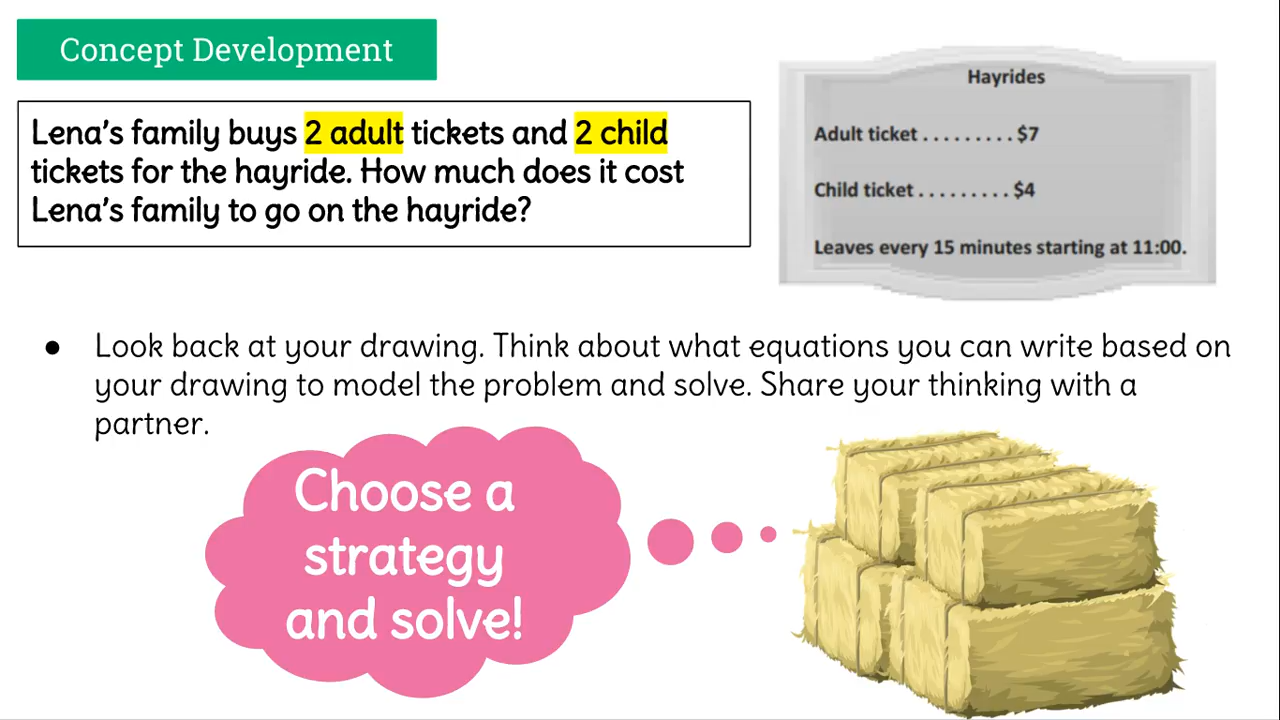 Concept Development
Lena's family buys 2 adult tickets and 2 child
tickets for the hayride. How much does it cost
Lena's family to go on the hayride?
Hayrides
Adult ticket . . . . . . . . . $7
Child ticket . . . . . . . . . $4
Leaves every 15 minutes starting at 11:00.
● Look back at your drawing. Think about what equations you can write based on
your drawing to model the problem and solve. Share your thinking with a
partner.
Choose a
strategy
and solve!